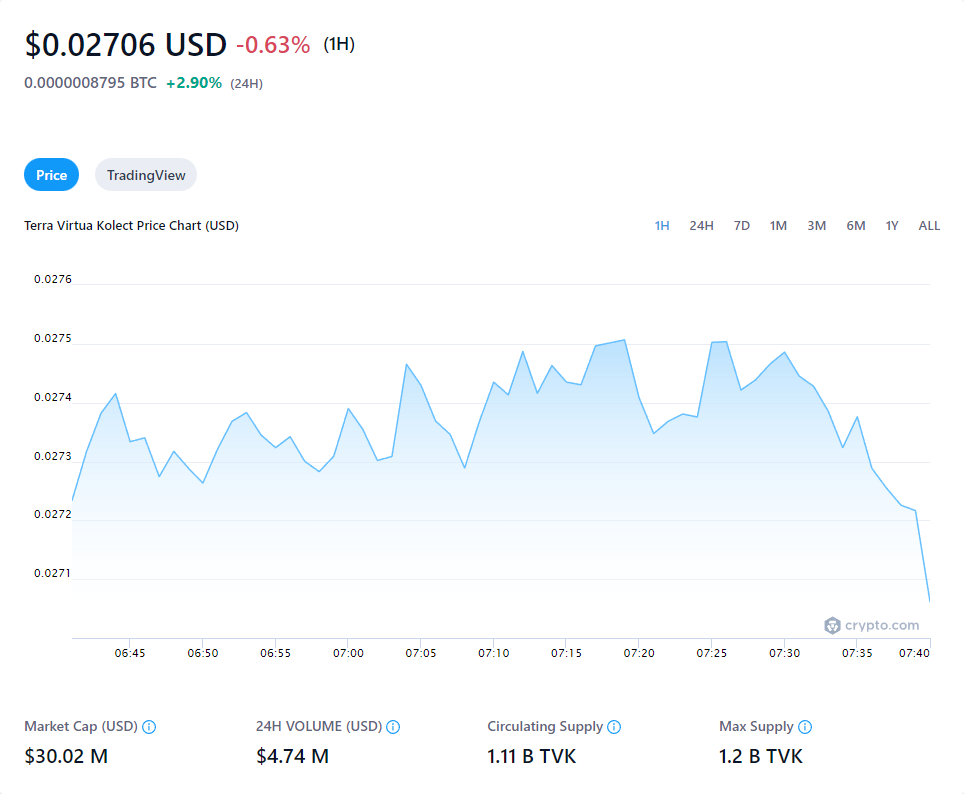 $0.02706 USD -0.63% (1H)
0.0000008795 BTC +2.90% (24H)
Price TradingView
Terra Virtua Kolect Price Chart (USD) 1H 24H 7D 1M 3M 6M 1Y ALL
0.0276
0.0275
0.0274
0.0273
0.0272
0.0271
crypto.com
06:45 06:50 06:55 07:00 07:05 07:10 07:15 07:20 07:25 07:30 07:35 07:40
Market Cap (USD) 24H VOLUME (USD) Circulating Supply Max Supply
$30.02 M $4.74 M 1.11 B TVK 1.2 B TVK